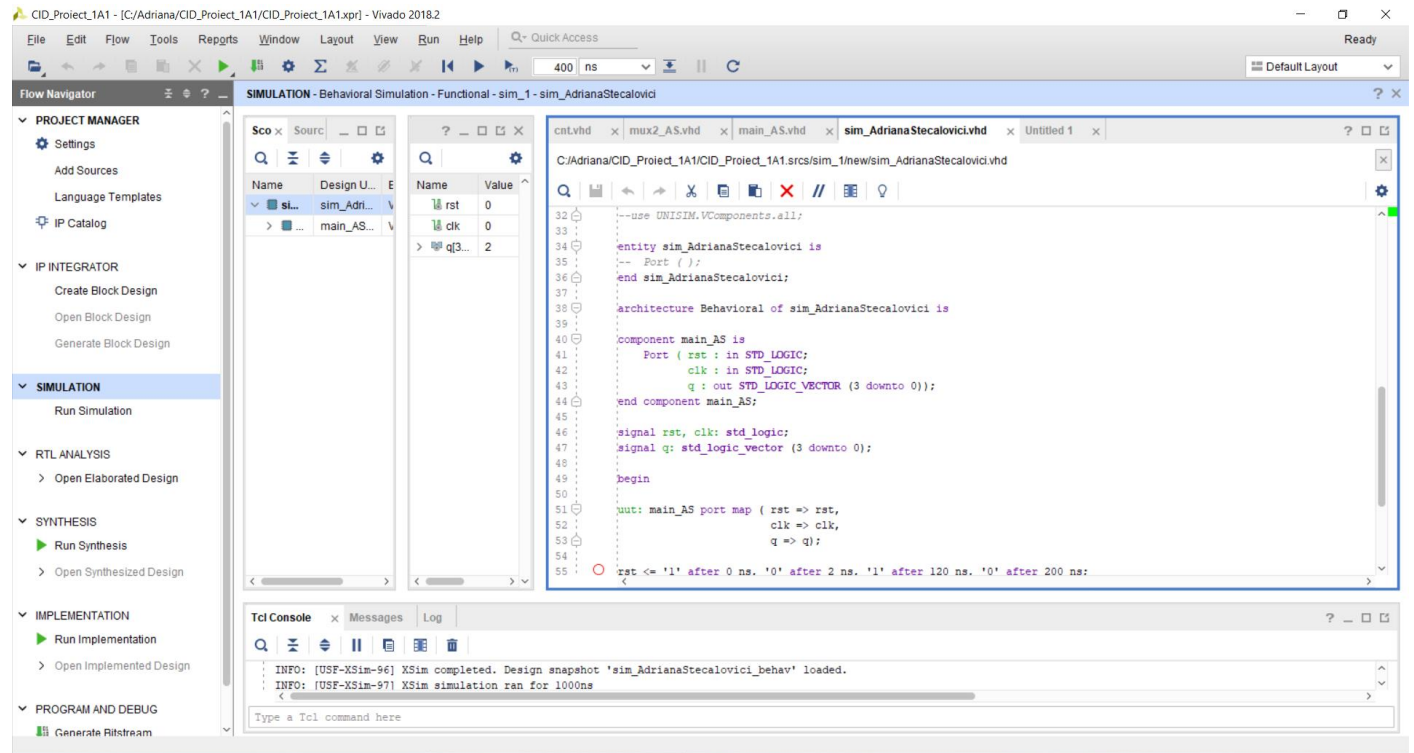 CID_Proiect_1A1 - [C:/Adriana/CID_Proiect_1A1/CID_Proiect_1A1.xpr] - Vivado 2018.2
File Edit Flow Tools Reports Window Layout View Run Help Quick Access Ready
400 ns Default Layout
Flow Navigator
SIMULATION - Behavioral Simulation - Functional - sim_1 - sim_AdrianaStecalovici
PROJECT MANAGER
Settings
Add Sources
Language Templates
IP Catalog
IP INTEGRATOR
Create Block Design
Open Block Design
Generate Block Design
SIMULATION
Run Simulation
RTL ANALYSIS
Open Elaborated Design
SYNTHESIS
Run Synthesis
Open Synthesized Design
IMPLEMENTATION
Run Implementation
Open Implemented Design
PROGRAM AND DEBUG
Generate Bitstream
Sco Sourc
Name Design U...
si... sim_Adri...
... main_AS...
Name Value
rst 0
clk 0
q[3... 2
cnt.vhd mux2_AS.vhd main_AS.vhd sim_AdrianaStecalovici.vhd Untitled 1
C:/Adriana/CID_Proiect_1A1/CID_Proiect_1A1.srcs/sim_1/new/sim_AdrianaStecalovici.vhd
32 --use UNISIM.VComponents.all;
33
34 entity sim_AdrianaStecalovici is
35 -- Port ( );
36 end sim_AdrianaStecalovici;
37
38 architecture Behavioral of sim_AdrianaStecalovici is
39
40 component main_AS is
41 Port ( rst : in STD_LOGIC;
42 clk : in STD_LOGIC;
43 q : out STD_LOGIC_VECTOR (3 downto 0));
44 end component main_AS;
45
46 signal rst, clk: std_logic;
47 signal q: std_logic_vector (3 downto 0);
48
49 begin
50
51 uut: main_AS port map ( rst => rst,
52 clk => clk,
53 q => q);
54
55 rst <= '1' after 0 ns, '0' after 2 ns, '1' after 120 ns, '0' after 200 ns;
Tcl Console Messages Log
INFO: [USF-XSim-96] XSim completed. Design snapshot 'sim_AdrianaStecalovici_behav' loaded.
INFO: [USF-XSim-97] XSim simulation ran for 1000ns
Type a Tcl command here